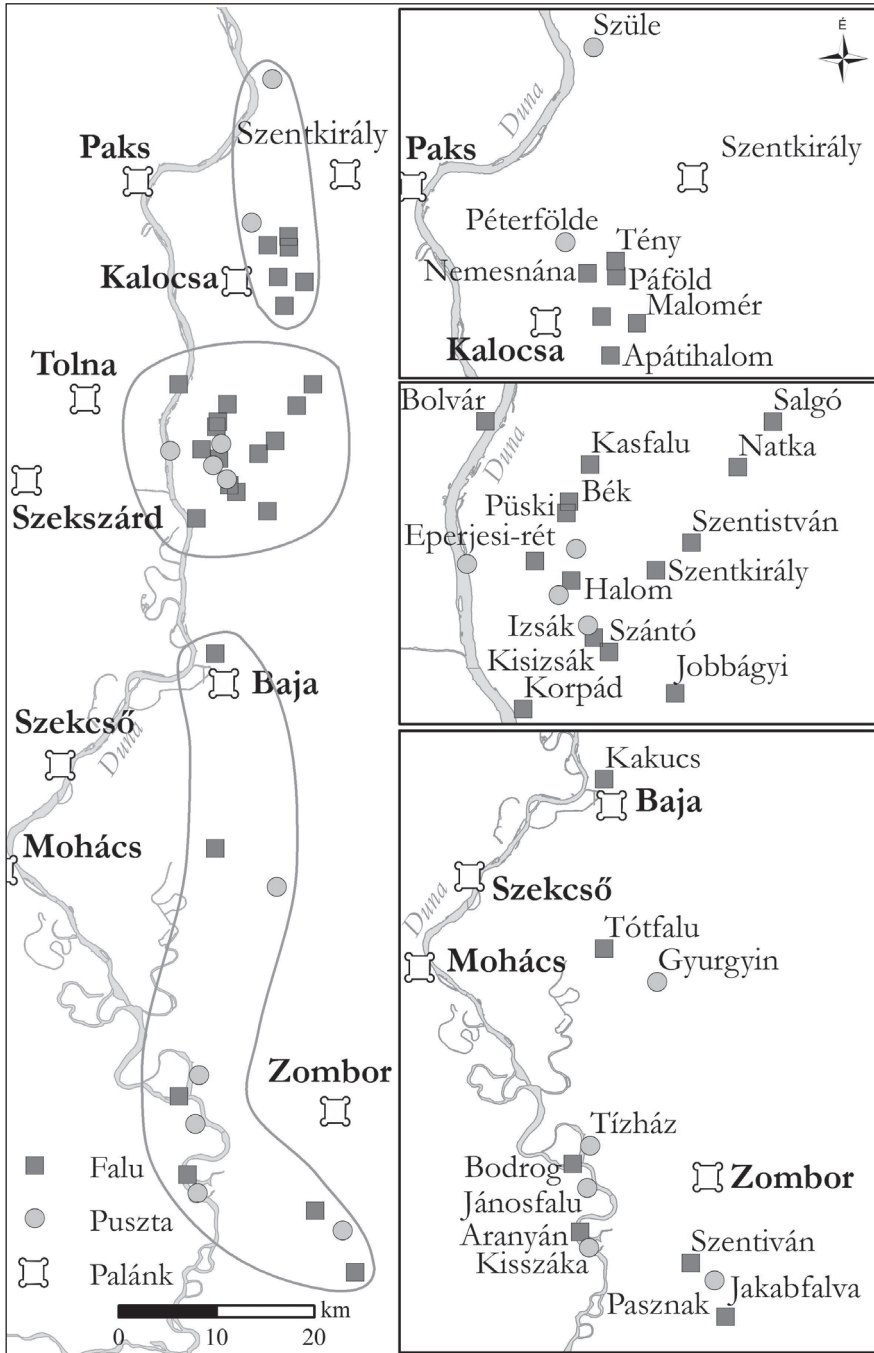 Szentkirály
Paks
Kalocsa
Tolna
Szekszárd
Baja
Szekcső
Duna
Mohács
Zombor
Falu
Puszta
Palánk
km
0 10 20
Szüle
É
Duna
Paks
Szentkirály
Péterfölde
Tény
Nemesnána
Páföld
Malomér
Kalocsa
Apátihalom
Bolvár
Salgó
Duna
Kasfalu
Natka
Bék
Püski
Szentistván
Eperjesi-rét
Szentkirály
Halom
Izsák
Szántó
Kisizsák
Jobbágyi
Korpád
Kakucs
Baja
Szekcső
Duna
Tótfalu
Mohács
Gyurgyin
Tízház
Bodrog
Zombor
Jánosfalu
Aranyán
Szentiván
Kisszáka
Jakabfalva
Pasznak